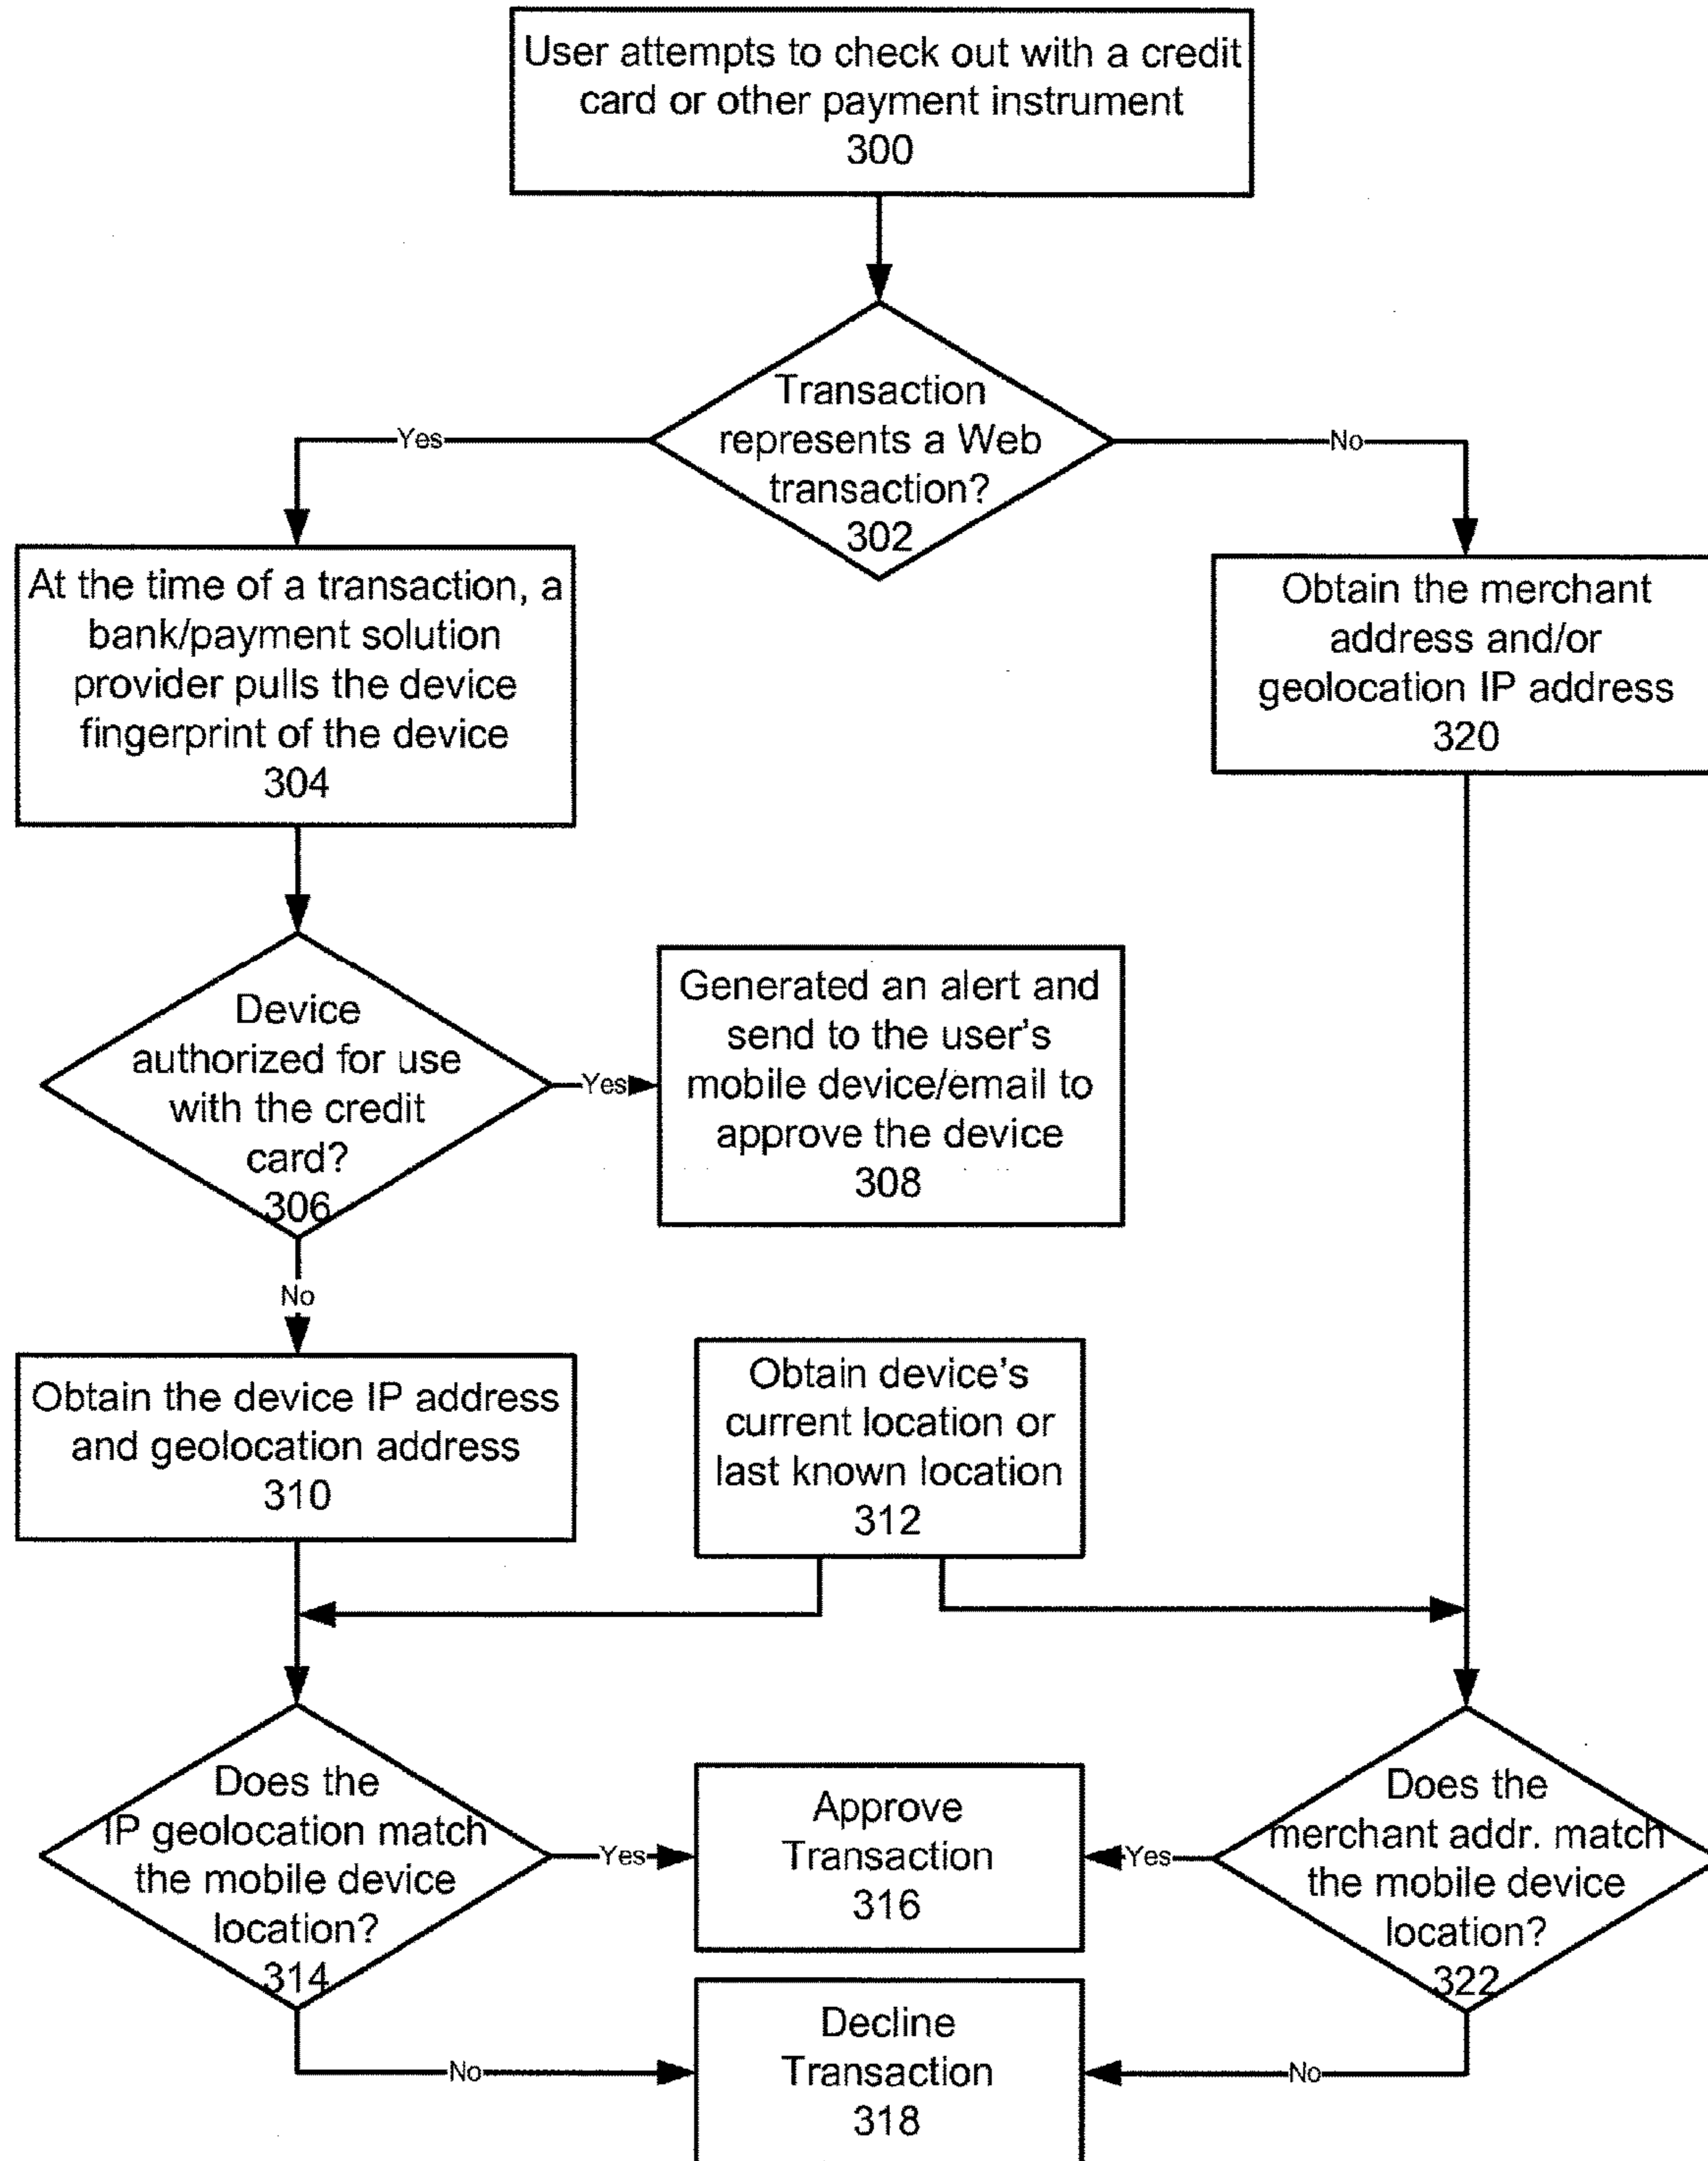 User attempts to check out with a credit
card or other payment instrument
300
Transaction
represents a Web
transaction?
302
Yes
No
At the time of a transaction, a
bank/payment solution
provider pulls the device
fingerprint of the device
304
Obtain the merchant
address and/or
geolocation IP address
320
Device
authorized for use
with the credit
card?
306
Yes
Generated an alert and
send to the user's
mobile device/email to
approve the device
308
No
Obtain the device IP address
and geolocation address
310
Obtain device's
current location or
last known location
312
Does the
IP geolocation match
the mobile device
location?
314
Yes
Approve
Transaction
316
Yes
Does the
merchant addr. match
the mobile device
location?
322
No
Decline
Transaction
318
No